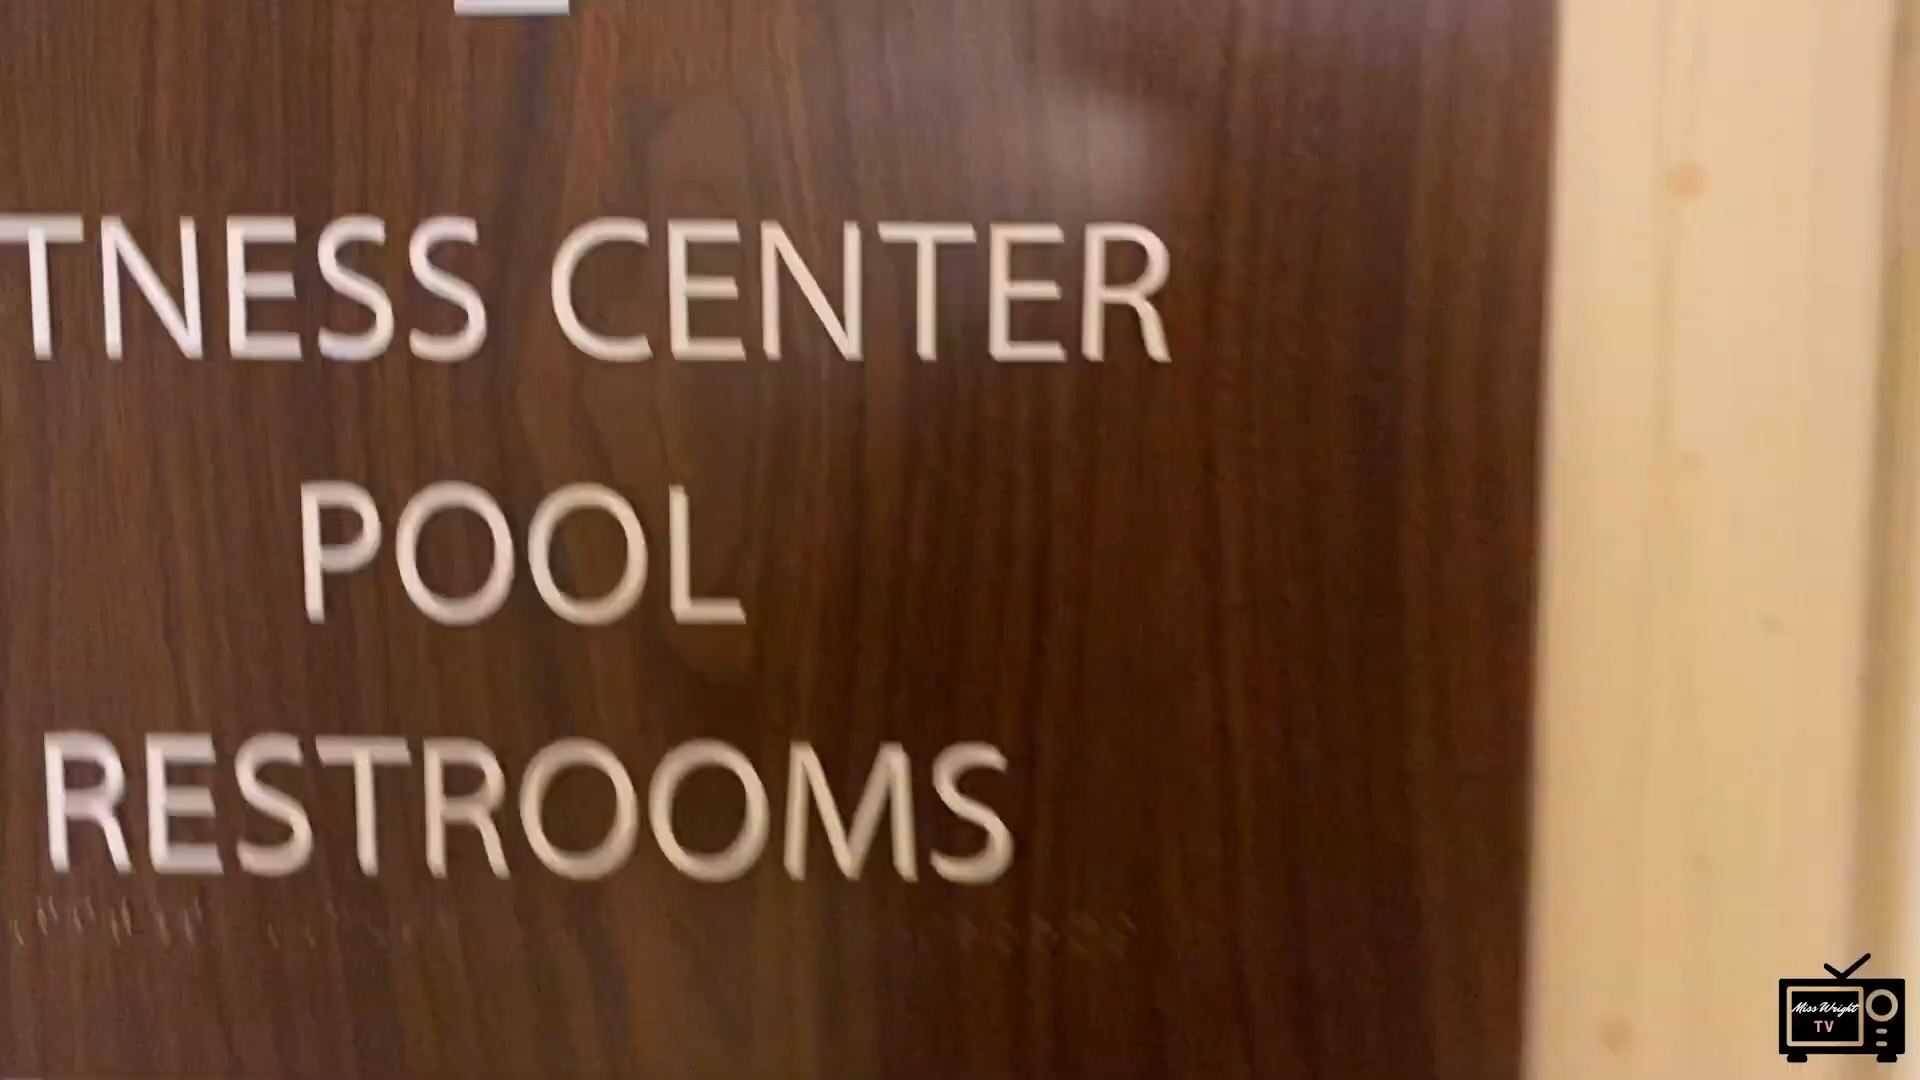 TNESS CENTER
POOL
RESTROOMS
Miss Wright
TV